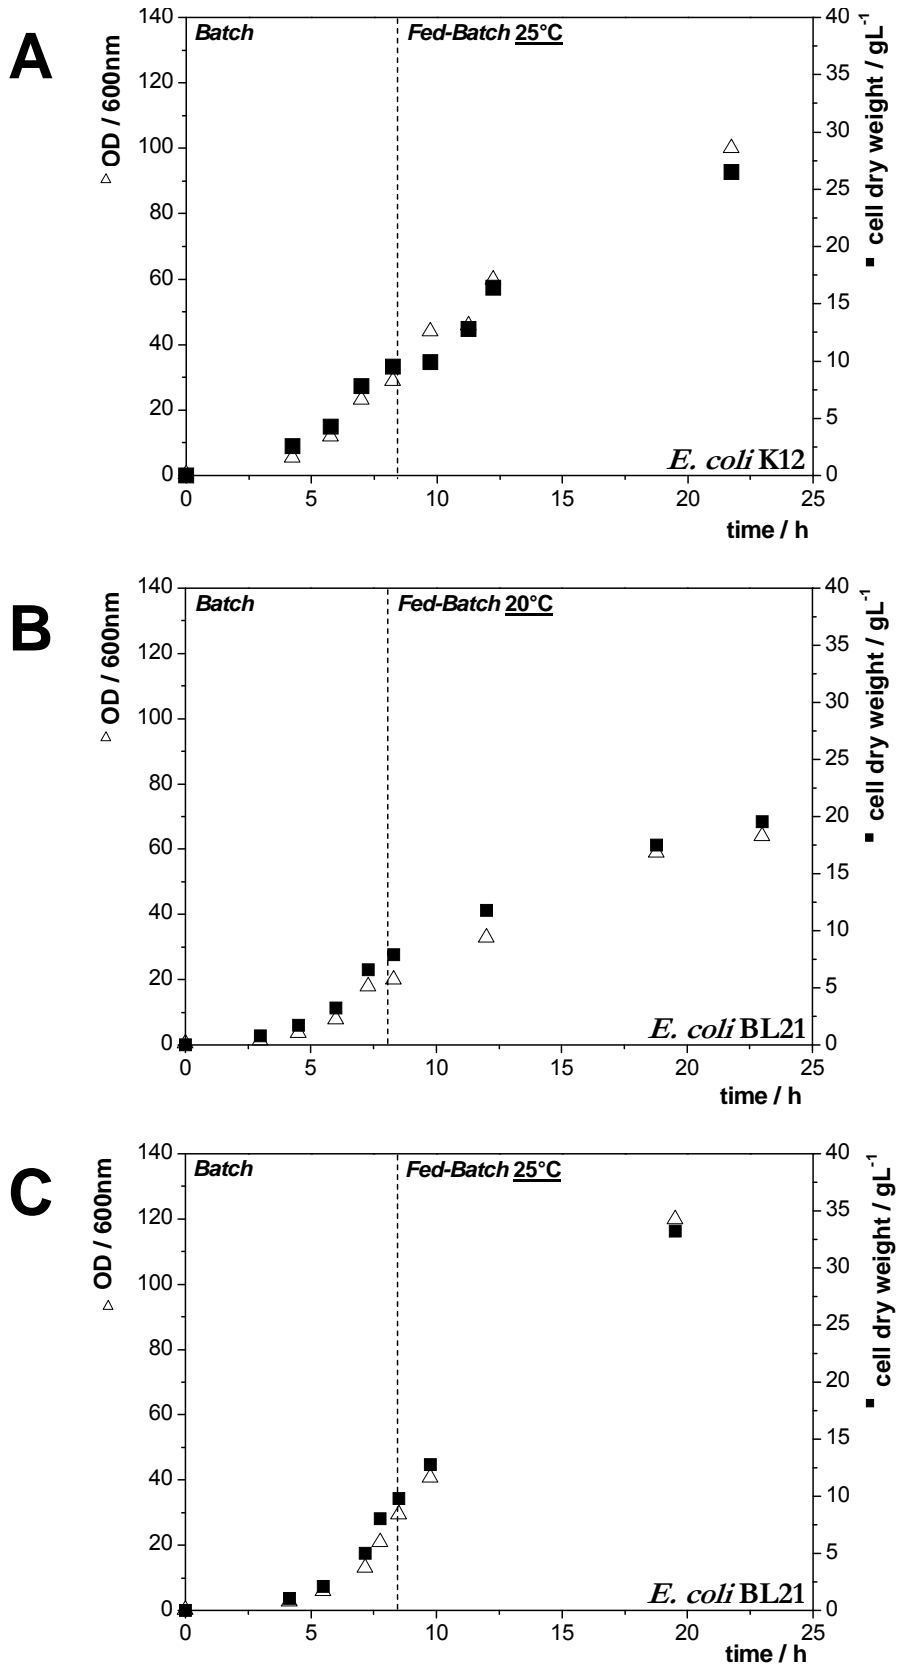 A
Batch
Fed-Batch 25°C
140
120
100
80
60
40
20
0
△ OD / 600nm
40
35
30
25
20
15
10
5
0
■ cell dry weight / gL⁻¹
E. coli K12
0 5 10 15 20 25
time / h
B
Batch
Fed-Batch 20°C
140
120
100
80
60
40
20
0
△ OD / 600nm
40
35
30
25
20
15
10
5
0
■ cell dry weight / gL⁻¹
E. coli BL21
0 5 10 15 20 25
time / h
C
Batch
Fed-Batch 25°C
140
120
100
80
60
40
20
0
△ OD / 600nm
40
35
30
25
20
15
10
5
0
■ cell dry weight / gL⁻¹
E. coli BL21
0 5 10 15 20 25
time / h